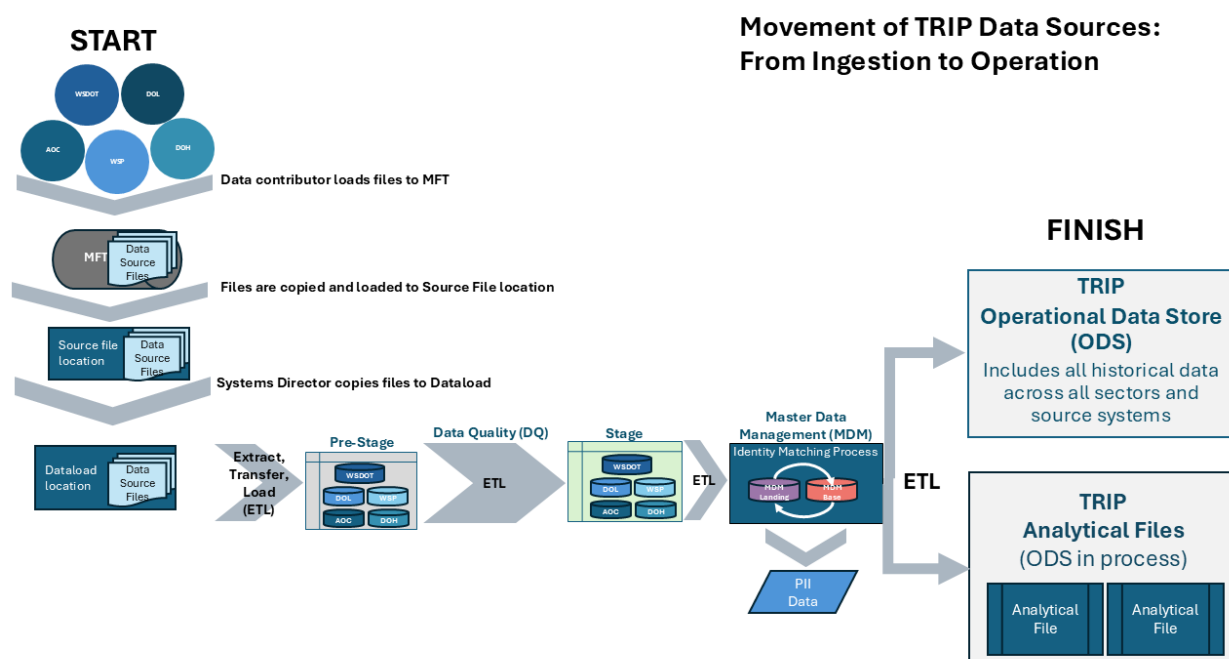 Movement of TRIP Data Sources:
From Ingestion to Operation
START
WSDOT
DOL
AOC
WSP
DOH
Data contributor loads files to MFT
MFT
Data
Source
Files
Files are copied and loaded to Source File location
Source file
location
Data
Source
Files
Systems Director copies files to Dataload
Dataload
location
Data
Source
Files
Extract,
Transfer,
Load
(ETL)
Pre-Stage
WSDOT
DOL
WSP
AOC
DOH
Data Quality (DQ)
ETL
Stage
WSDOT
DOL
WSP
AOC
DOH
ETL
Master Data
Management (MDM)
Identity Matching Process
MDM
Landing
MDM
Base
PII
Data
ETL
FINISH
TRIP
Operational Data Store
(ODS)
Includes all historical data
across all sectors and
source systems
TRIP
Analytical Files
(ODS in process)
Analytical
File
Analytical
File